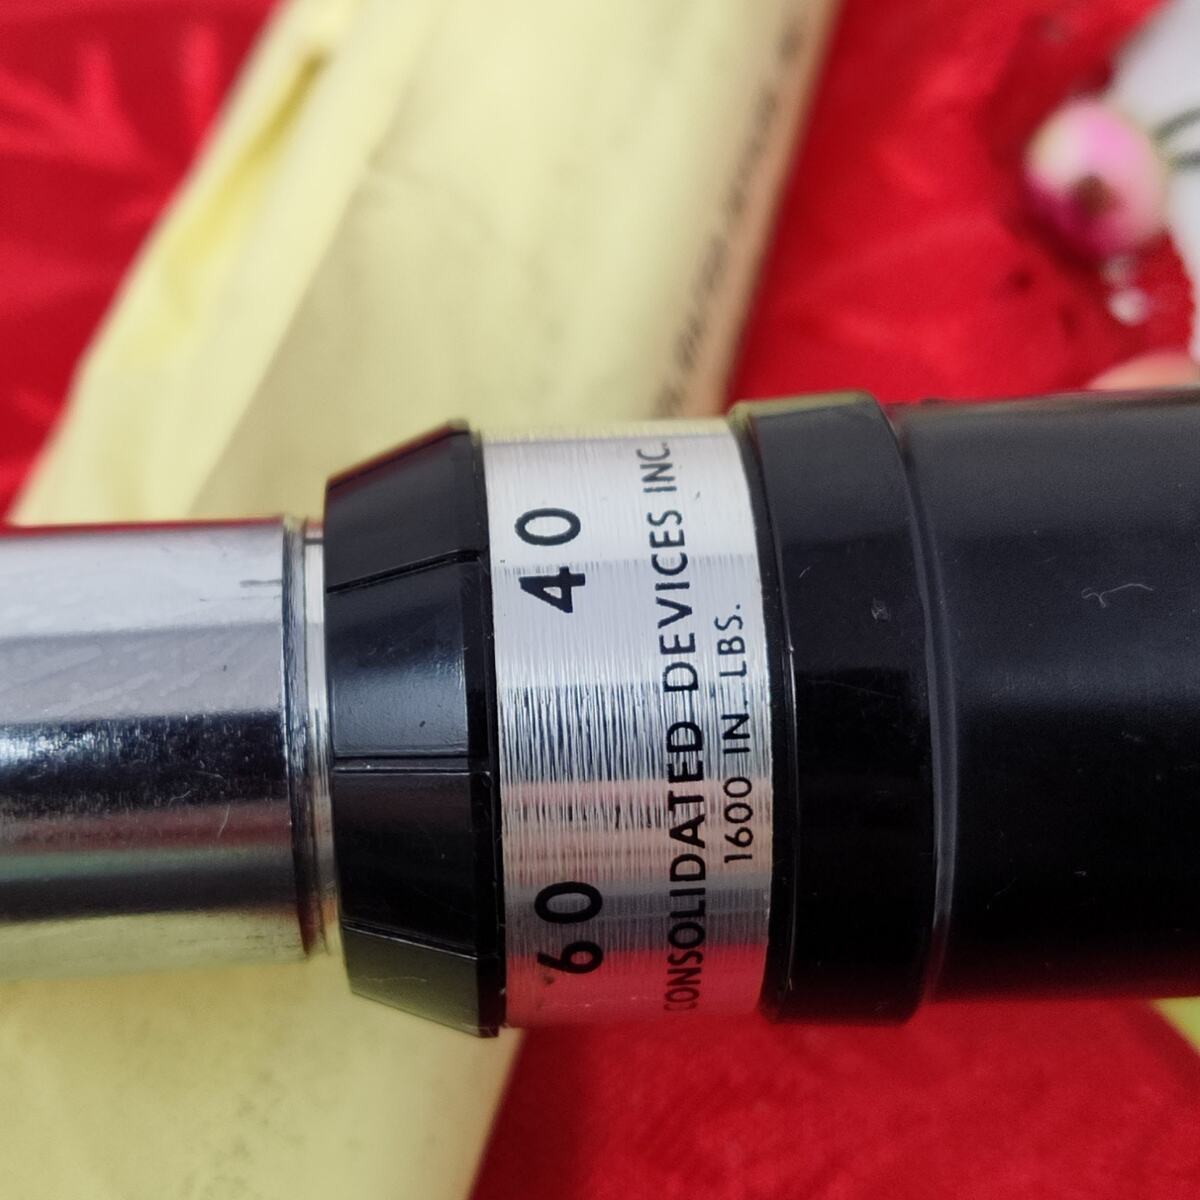 60 40
CONSOLIDATED DEVICES INC.
1600 IN. LBS.